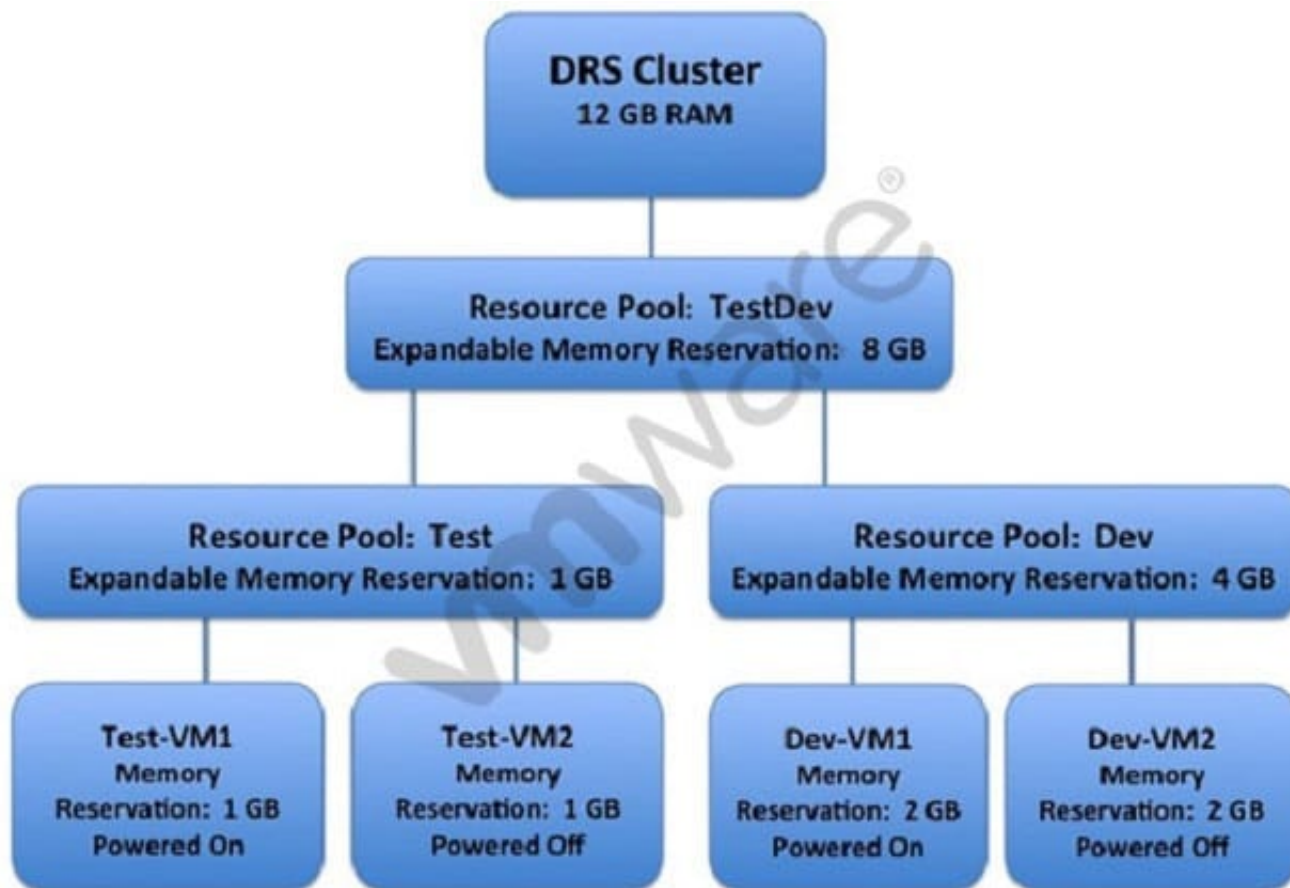 DRS Cluster
12 GB RAM
Resource Pool: TestDev
Expandable Memory Reservation: 8 GB
Resource Pool: Test
Expandable Memory Reservation: 1 GB
Resource Pool: Dev
Expandable Memory Reservation: 4 GB
Test-VM1
Memory
Reservation: 1 GB
Powered On
Test-VM2
Memory
Reservation: 1 GB
Powered Off
Dev-VM1
Memory
Reservation: 2 GB
Powered On
Dev-VM2
Memory
Reservation: 2 GB
Powered Off
vmware®